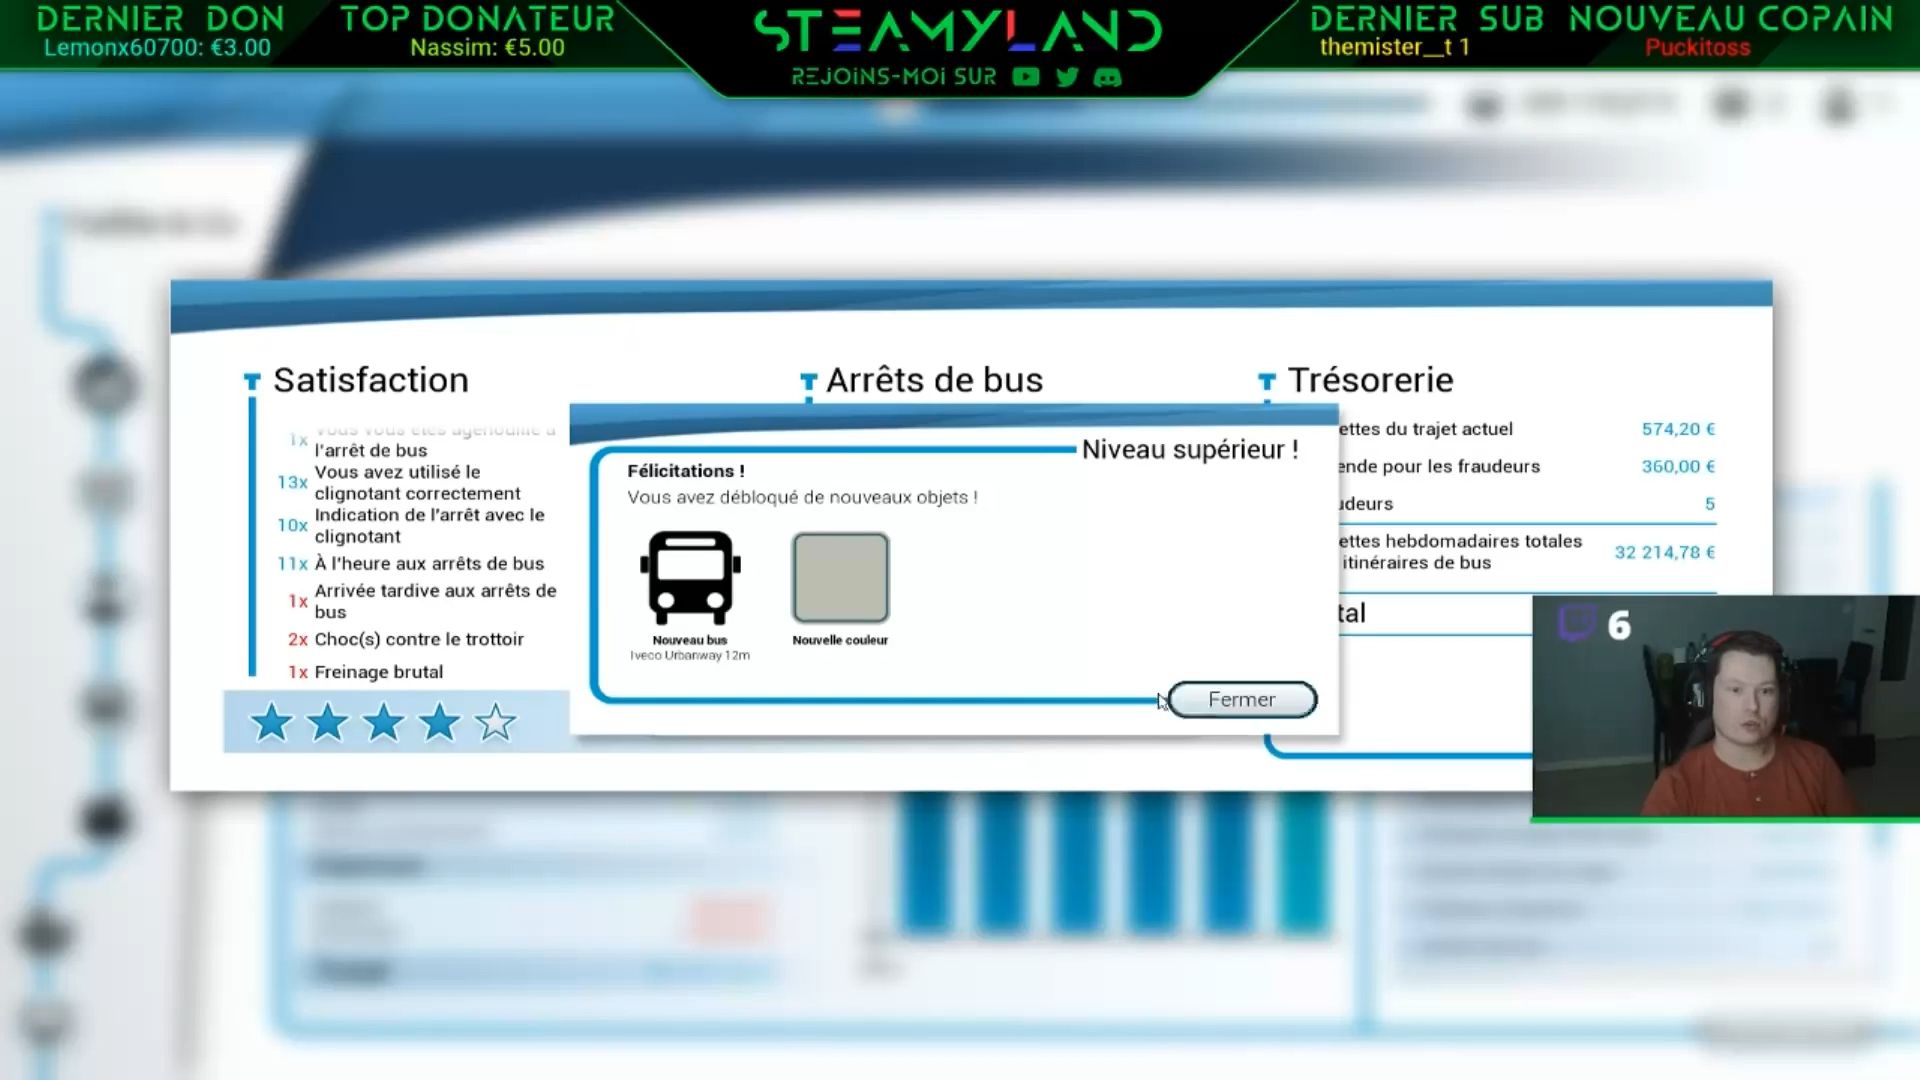 DERNIER DON
Lemonx60700: €3.00
TOP DONATEUR
Nassim: €5.00
STEAMYLAND
REJOINS-MOI SUR
DERNIER SUB
themister__t 1
NOUVEAU COPAIN
Puckitoss
Satisfaction
1x Vous vous êtes agenouillé à
l'arrêt de bus
13x Vous avez utilisé le
clignotant correctement
10x Indication de l'arrêt avec le
clignotant
11x À l'heure aux arrêts de bus
1x Arrivée tardive aux arrêts de
bus
2x Choc(s) contre le trottoir
1x Freinage brutal
Arrêts de bus
Niveau supérieur !
Félicitations !
Vous avez débloqué de nouveaux objets !
Nouveau bus
Iveco Urbanway 12m
Nouvelle couleur
Fermer
Trésorerie
ettes du trajet actuel 574,20 €
ende pour les fraudeurs 360,00 €
udeurs 5
ettes hebdomadaires totales
itinéraires de bus 32 214,78 €
tal
6